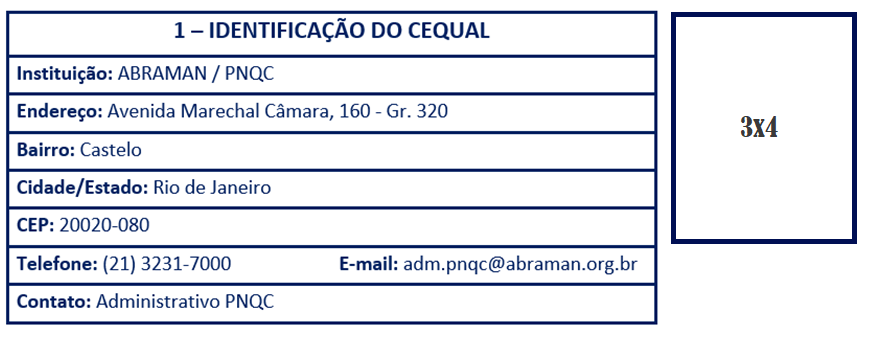 1 – IDENTIFICAÇÃO DO CEQUAL
Instituição: ABRAMAN / PNQC
Endereço: Avenida Marechal Câmara, 160 - Gr. 320
Bairro: Castelo
Cidade/Estado: Rio de Janeiro
CEP: 20020-080
Telefone: (21) 3231-7000 E-mail: adm.pnqc@abraman.org.br
Contato: Administrativo PNQC
3x4